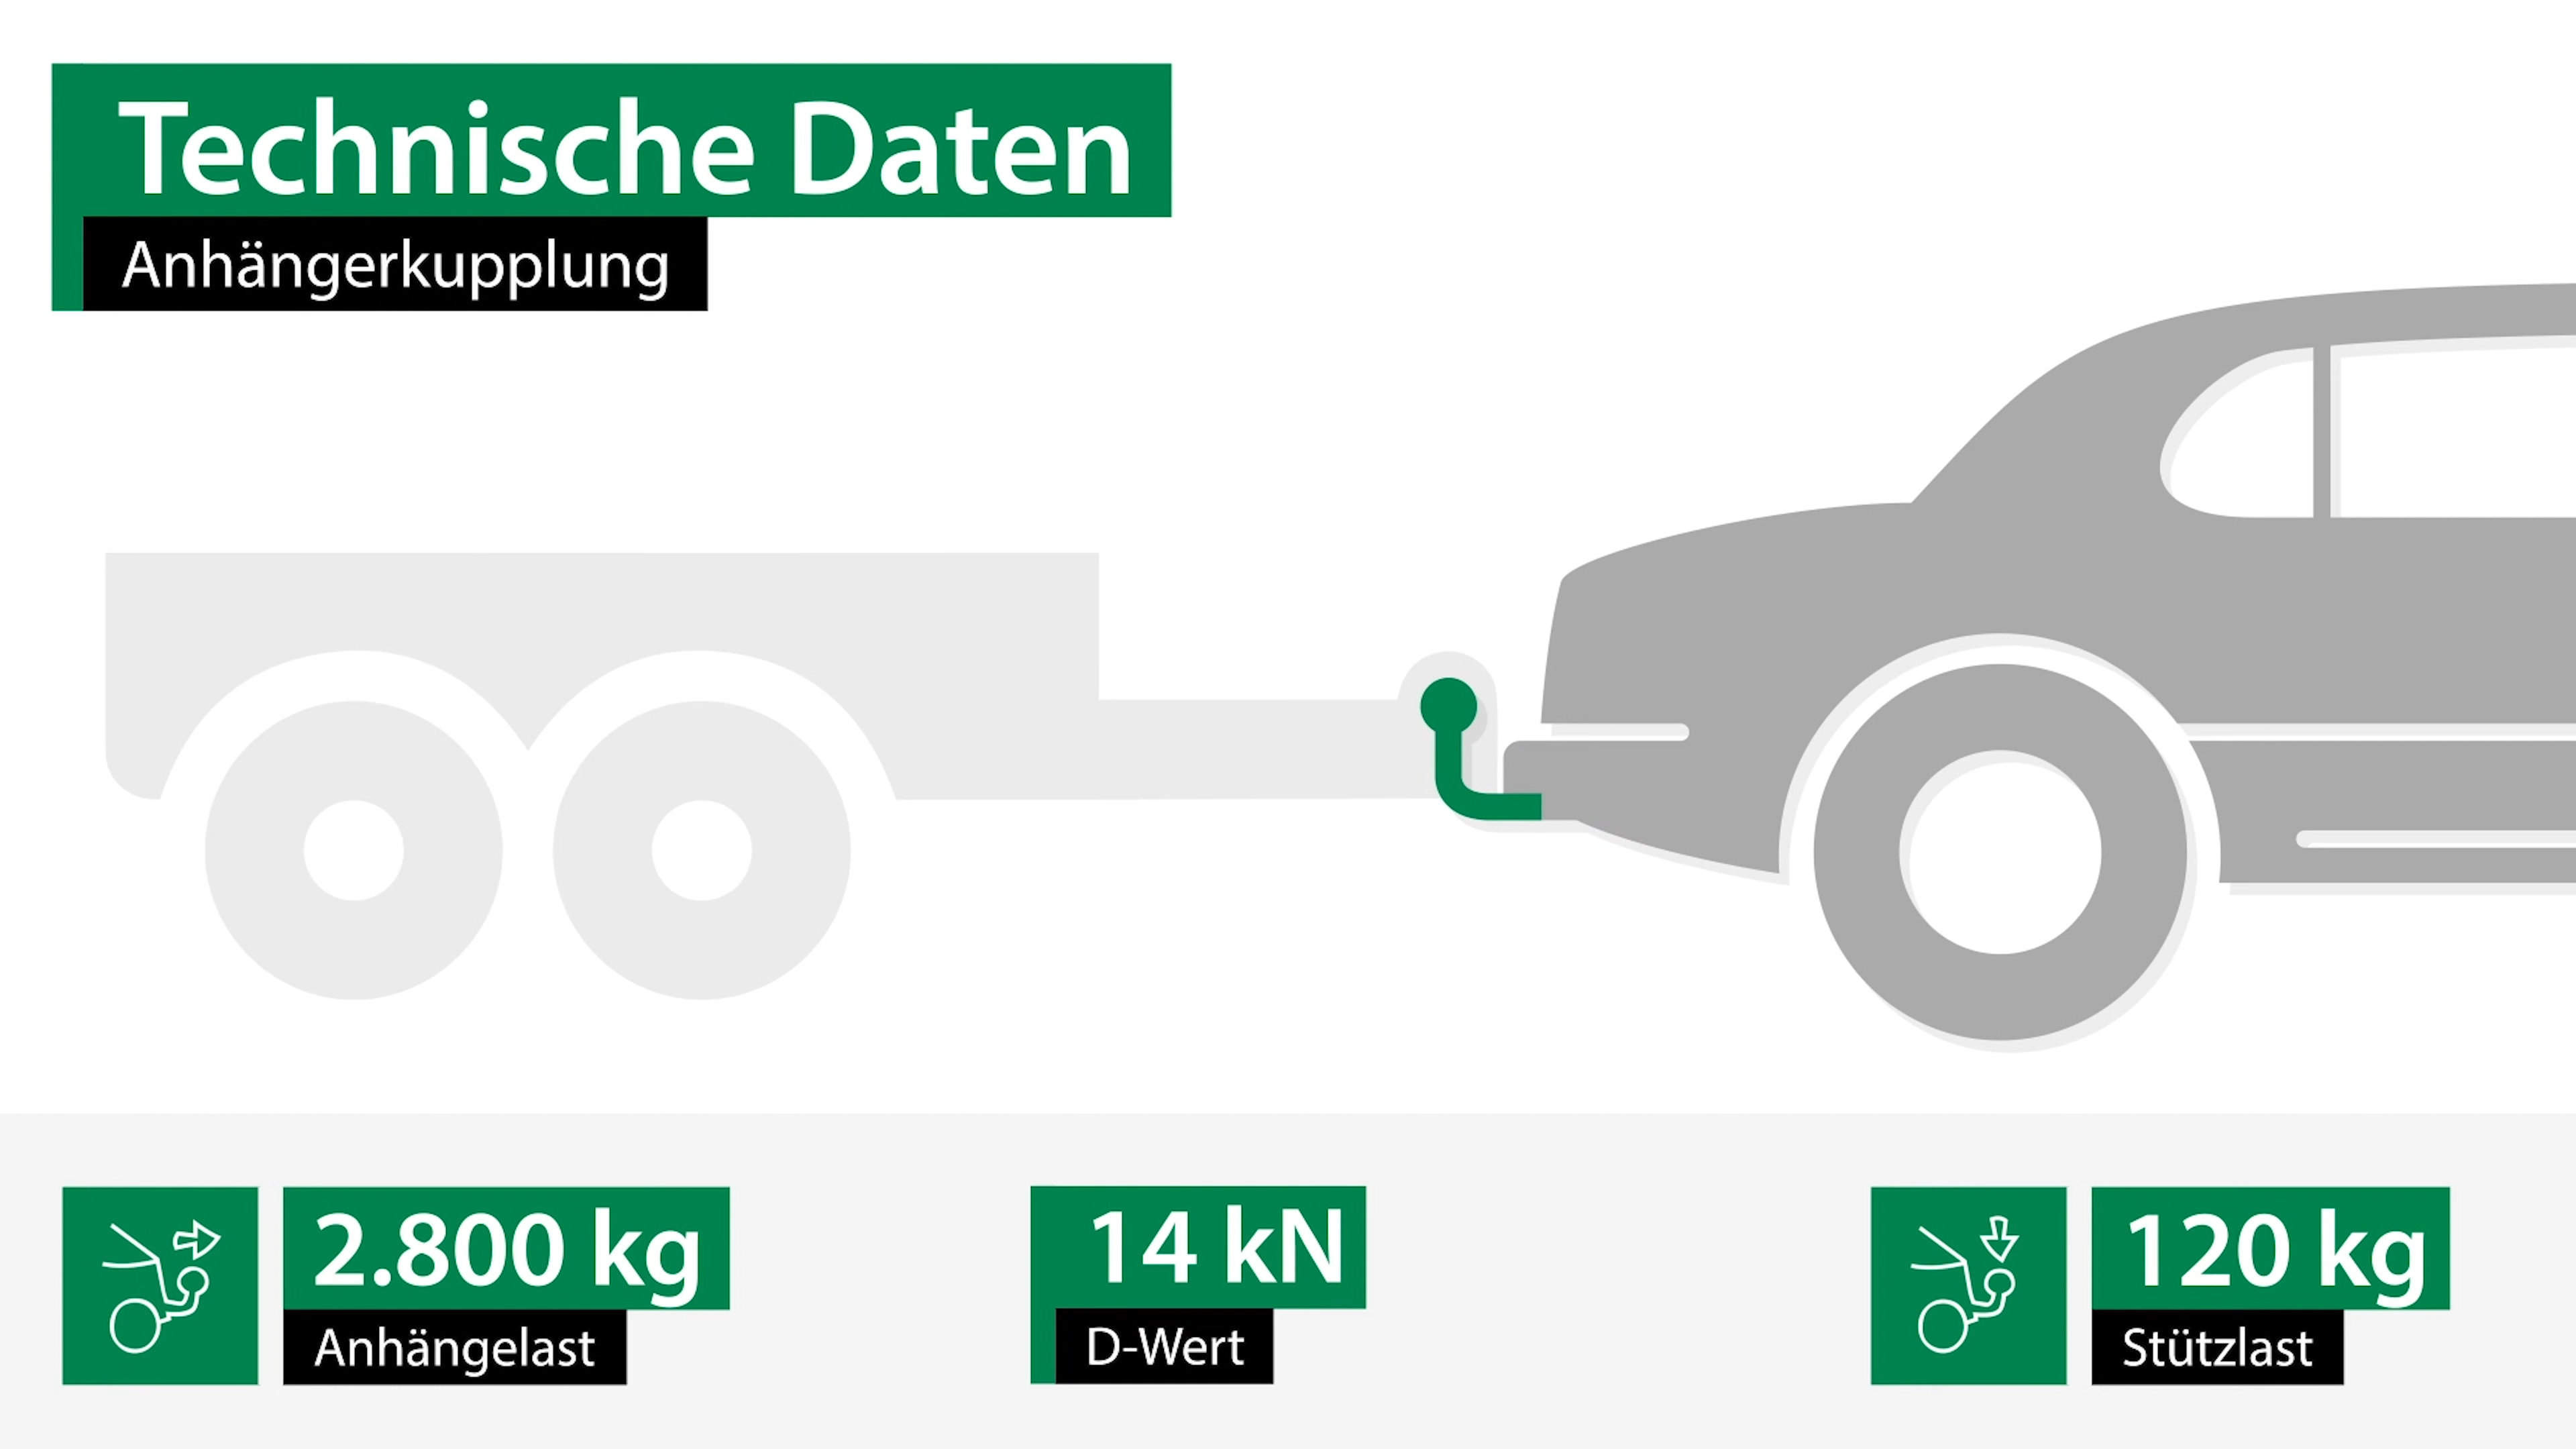 Technische Daten
Anhängerkupplung
2.800 kg
Anhängelast
14 kN
D-Wert
120 kg
Stützlast